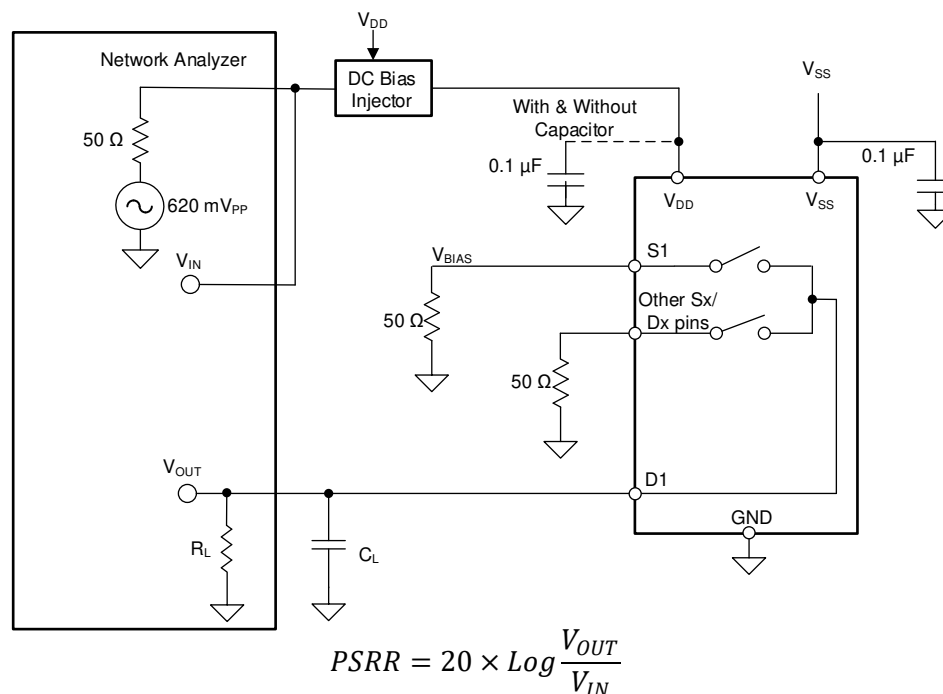 V_DD
Network Analyzer
DC Bias
Injector
V_SS
With & Without
Capacitor
50 Ω
0.1 µF
0.1 µF
620 mV_PP
V_DD
V_SS
V_IN
V_BIAS
S1
50 Ω
Other Sx/
Dx pins
50 Ω
V_OUT
D1
GND
R_L
C_L
PSRR = 20 × Log V_OUT / V_IN